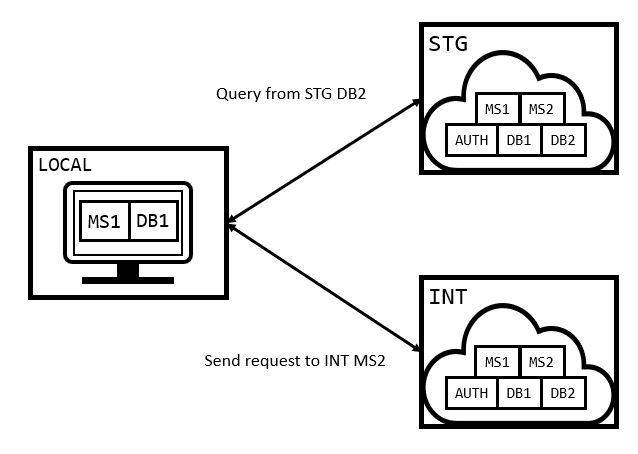 STG
Query from STG DB2
MS1 MS2
AUTH DB1 DB2
LOCAL
MS1 DB1
INT
Send request to INT MS2
MS1 MS2
AUTH DB1 DB2